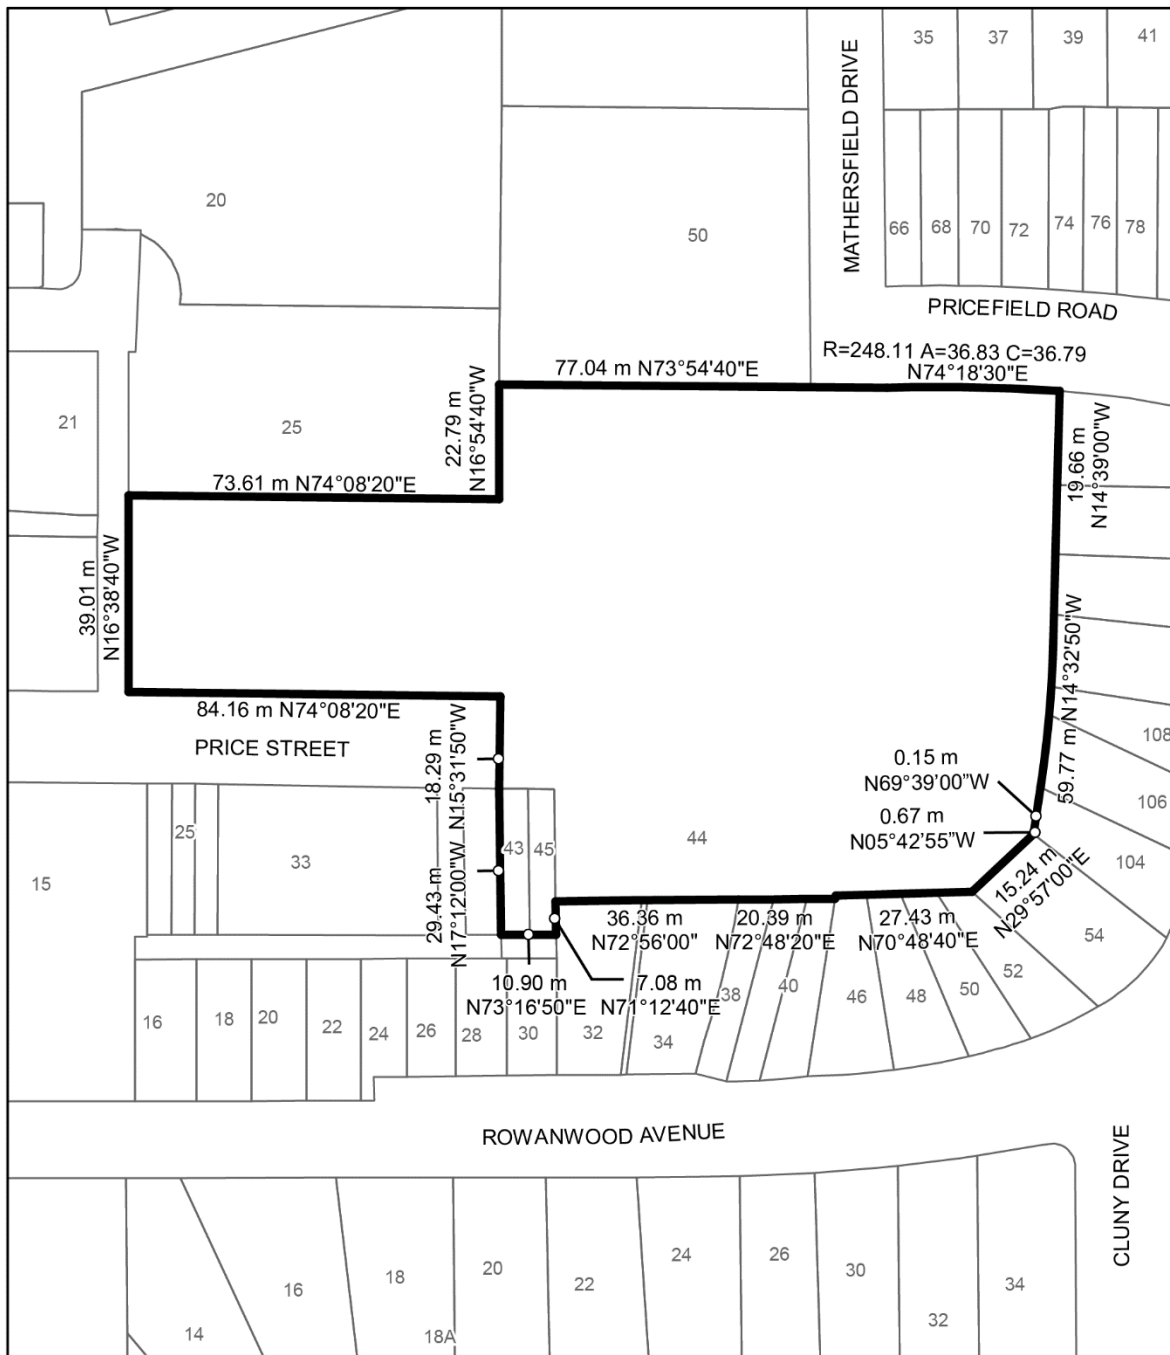 35
37
39
41
MATHERSFIELD DRIVE
20
50
66
68
70
72
74
76
78
PRICEFIELD ROAD
R=248.11 A=36.83 C=36.79
N74°18'30"E
77.04 m N73°54'40"E
22.79 m
N16°54'40"W
21
25
19.66 m
N14°39'00"W
73.61 m N74°08'20"E
39.01 m
N16°38'40"W
84.16 m N74°08'20"E
PRICE STREET
18.29 m
N15°31'50"W
59.77 m N14°32'50"W
108
0.15 m
N69°39'00”W
106
0.67 m
N05°42'55”W
25
33
43
45
44
104
15
29.43 m
N17°12'00"W
15.24 m
N29°57'00"E
36.36 m
N72°56'00"
20.39 m
N72°48'20"E
27.43 m
N70°48'40"E
54
52
10.90 m
N73°16'50"E
7.08 m
N71°12'40"E
38
40
46
48
50
16
18
20
22
24
26
28
30
32
34
ROWANWOOD AVENUE
CLUNY DRIVE
14
16
18
18A
20
22
24
26
30
32
34